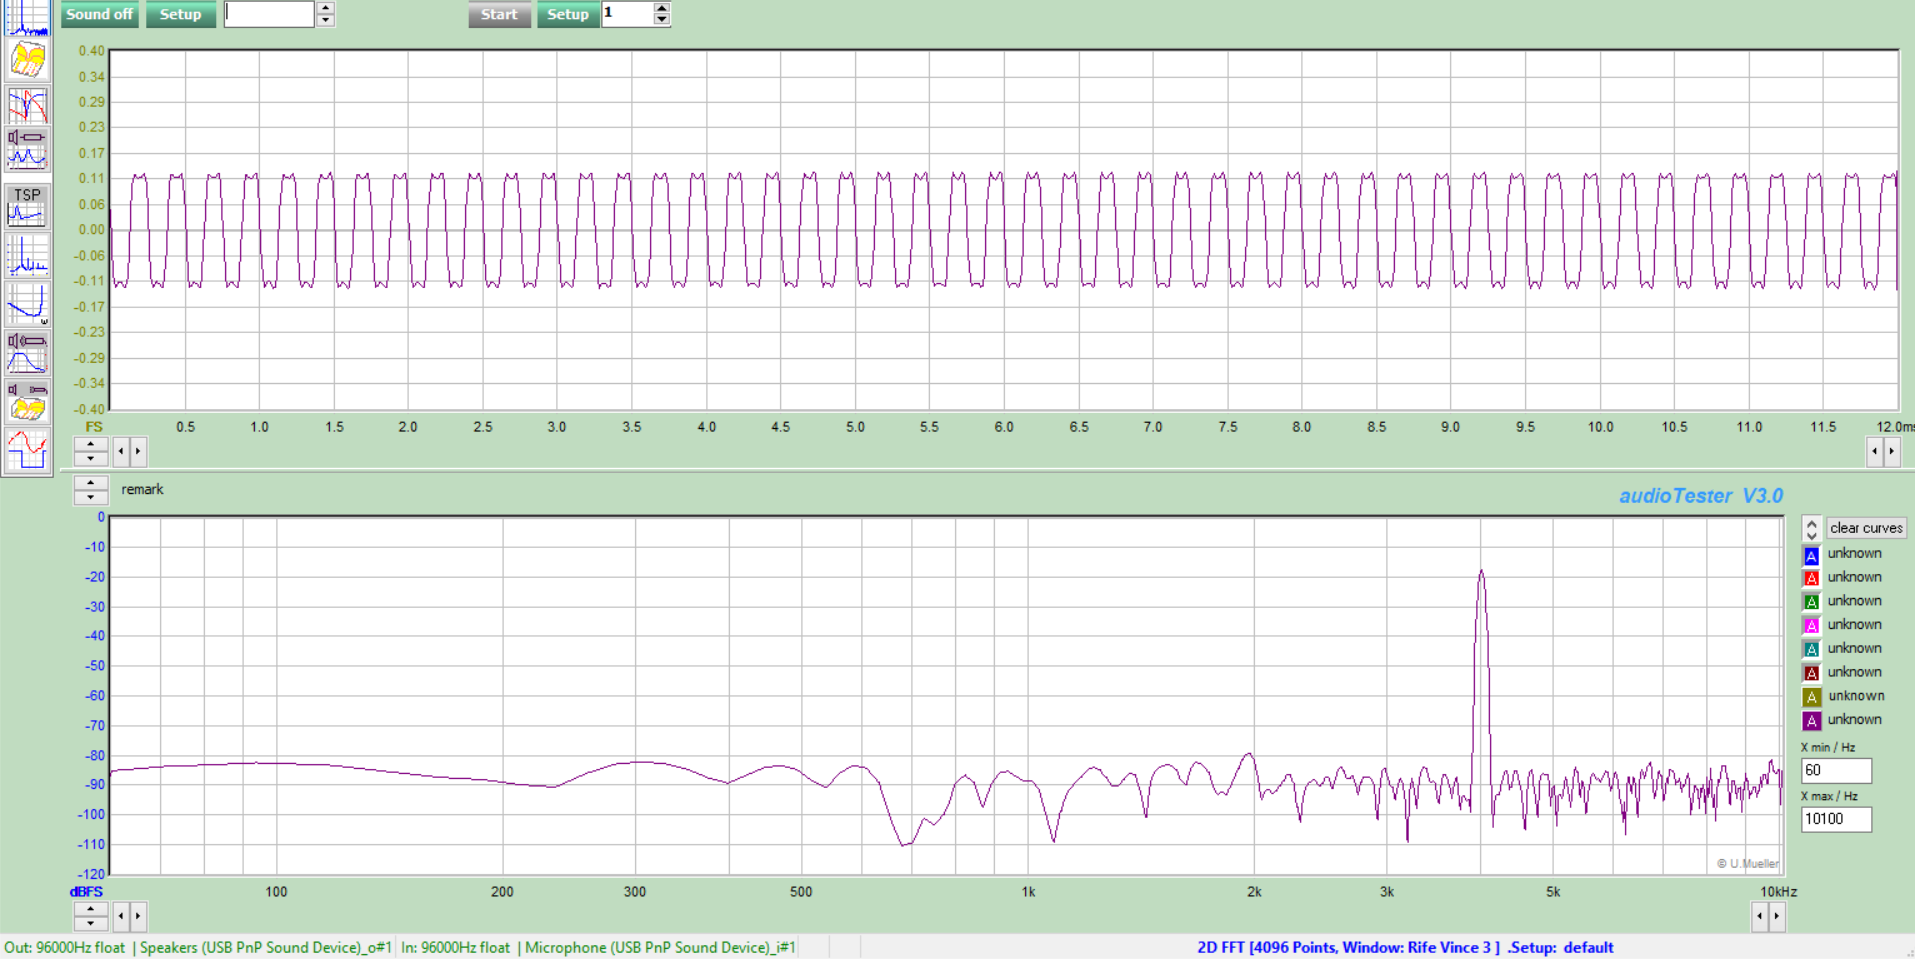 Sound off Setup Start Setup 1
0.40
0.34
0.29
0.23
0.17
0.11
0.06
0.00
-0.06
-0.11
-0.17
-0.23
-0.29
-0.34
-0.40
TSP
FS 0.5 1.0 1.5 2.0 2.5 3.0 3.5 4.0 4.5 5.0 5.5 6.0 6.5 7.0 7.5 8.0 8.5 9.0 9.5 10.0 10.5 11.0 11.5 12.0ms
remark
audioTester V3.0
0
-10
-20
-30
-40
-50
-60
-70
-80
-90
-100
-110
-120
clear curves
A unknown
A unknown
A unknown
A unknown
A unknown
A unknown
A unknown
A unknown
X min / Hz
60
X max / Hz
10100
© U.Mueller
dBFS 100 200 300 500 1k 2k 3k 5k 10kHz
Out: 96000Hz float | Speakers (USB PnP Sound Device)_o#1 In: 96000Hz float | Microphone (USB PnP Sound Device)_i#1 2D FFT [4096 Points, Window: Rife Vince 3 ] .Setup: default